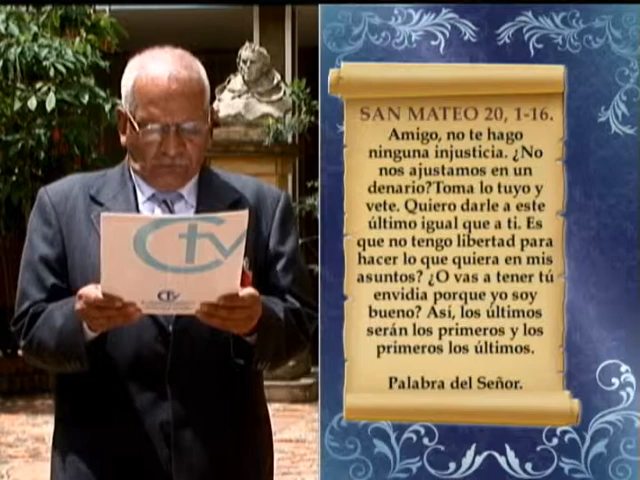 Ctv
Ctv
SAN MATEO 20, 1-16.
Amigo, no te hago
ninguna injusticia. ¿No
nos ajustamos en un
denario?Toma lo tuyo y
vete. Quiero darle a este
último igual que a ti. Es
que no tengo libertad para
hacer lo que quiera en mis
asuntos? ¿O vas a tener tú
envidia porque yo soy
bueno? Así, los últimos
serán los primeros y los
primeros los últimos.
Palabra del Señor.